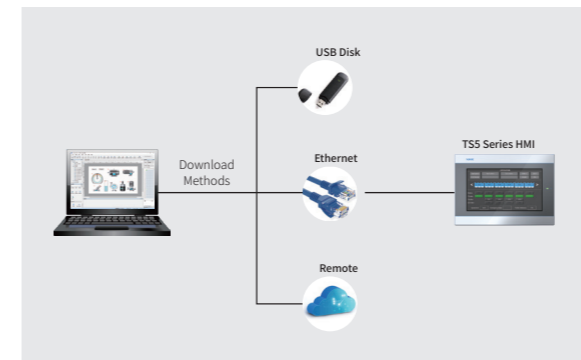 USB Disk
TS5 Series HMI
Download
Methods
Ethernet
Remote